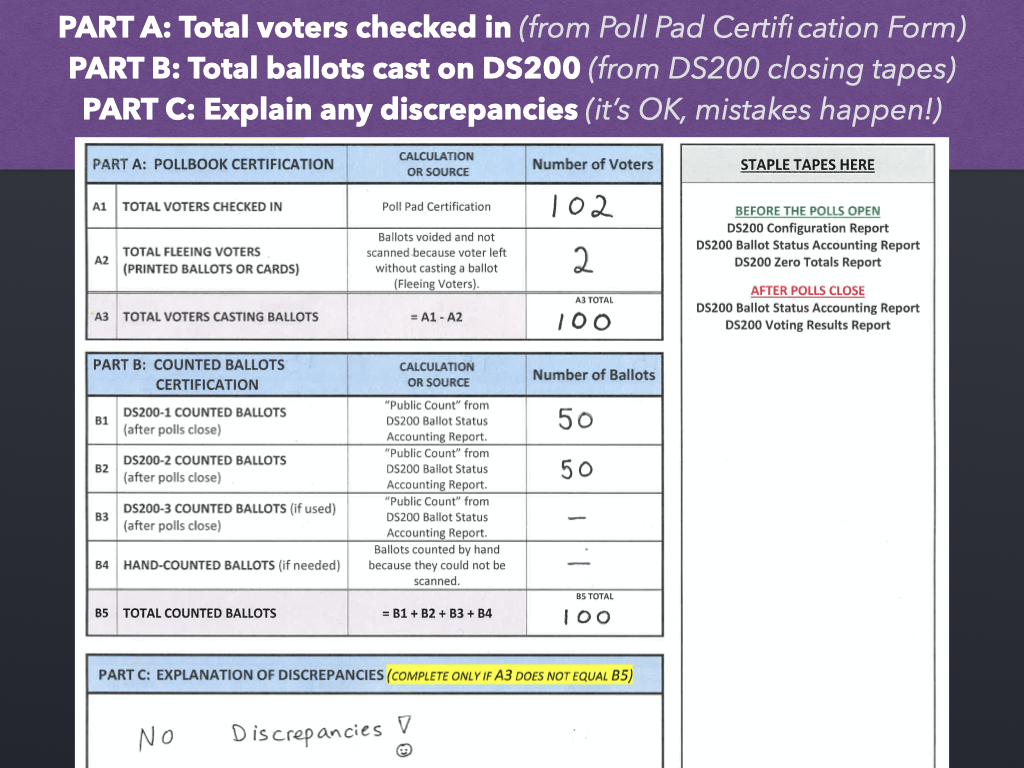 PART A: Total voters checked in (from Poll Pad Certification Form)
PART B: Total ballots cast on DS200 (from DS200 closing tapes)
PART C: Explain any discrepancies (it's OK, mistakes happen!)
PART A: POLLBOOK CERTIFICATION
CALCULATION
OR SOURCE
Number of Voters
A1 TOTAL VOTERS CHECKED IN
Poll Pad Certification
102
A2 TOTAL FLEEING VOTERS
(PRINTED BALLOTS OR CARDS)
Ballots voided and not
scanned because voter left
without casting a ballot
(Fleeing Voters).
2
A3 TOTAL VOTERS CASTING BALLOTS
= A1 - A2
A3 TOTAL
100
PART B: COUNTED BALLOTS
CERTIFICATION
CALCULATION
OR SOURCE
Number of Ballots
B1 DS200-1 COUNTED BALLOTS
(after polls close)
"Public Count" from
DS200 Ballot Status
Accounting Report.
50
B2 DS200-2 COUNTED BALLOTS
(after polls close)
"Public Count" from
DS200 Ballot Status
Accounting Report.
50
B3 DS200-3 COUNTED BALLOTS (if used)
(after polls close)
"Public Count" from
DS200 Ballot Status
Accounting Report.
—
B4 HAND-COUNTED BALLOTS (if needed)
Ballots counted by hand
because they could not be
scanned.
—
B5 TOTAL COUNTED BALLOTS
= B1 + B2 + B3 + B4
B5 TOTAL
100
PART C: EXPLANATION OF DISCREPANCIES (COMPLETE ONLY IF A3 DOES NOT EQUAL B5)
No Discrepancies !
STAPLE TAPES HERE
BEFORE THE POLLS OPEN
DS200 Configuration Report
DS200 Ballot Status Accounting Report
DS200 Zero Totals Report
AFTER POLLS CLOSE
DS200 Ballot Status Accounting Report
DS200 Voting Results Report